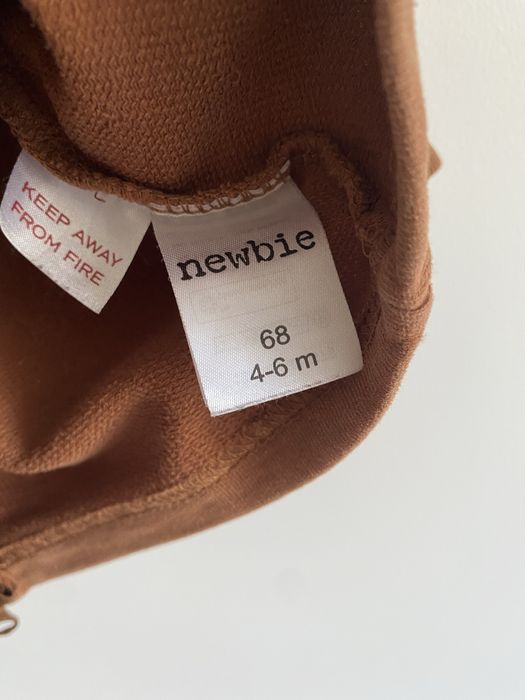 KEEP AWAY
FROM FIRE
newbie
68
4-6 m